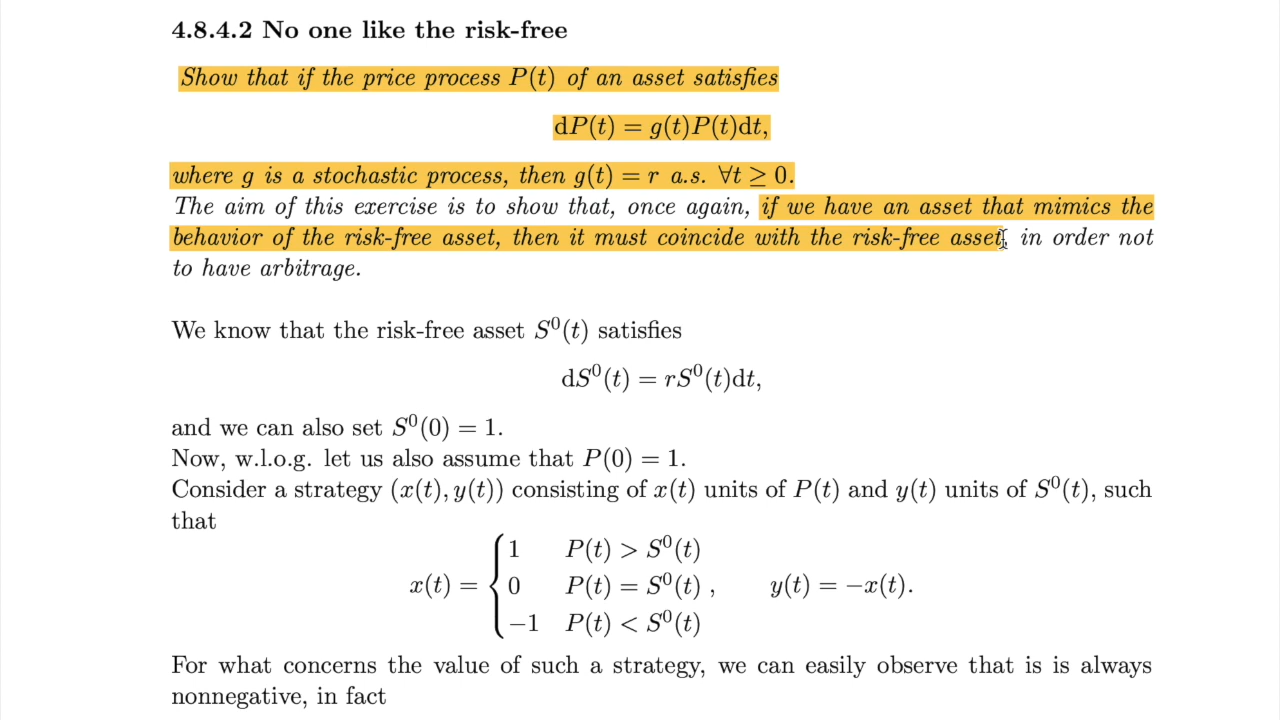 4.8.4.2 No one like the risk-free
Show that if the price process P(t) of an asset satisfies
dP(t) = g(t)P(t)dt,
where g is a stochastic process, then g(t) = r a.s. ∀t ≥ 0.
The aim of this exercise is to show that, once again, if we have an asset that mimics the
behavior of the risk-free asset, then it must coincide with the risk-free asset, in order not
to have arbitrage.
We know that the risk-free asset S⁰(t) satisfies
dS⁰(t) = rS⁰(t)dt,
and we can also set S⁰(0) = 1.
Now, w.l.o.g. let us also assume that P(0) = 1.
Consider a strategy (x(t), y(t)) consisting of x(t) units of P(t) and y(t) units of S⁰(t), such
that
1 P(t) > S⁰(t)
x(t) = { 0 P(t) = S⁰(t) , y(t) = −x(t).
−1 P(t) < S⁰(t)
For what concerns the value of such a strategy, we can easily observe that is is always
nonnegative, in fact